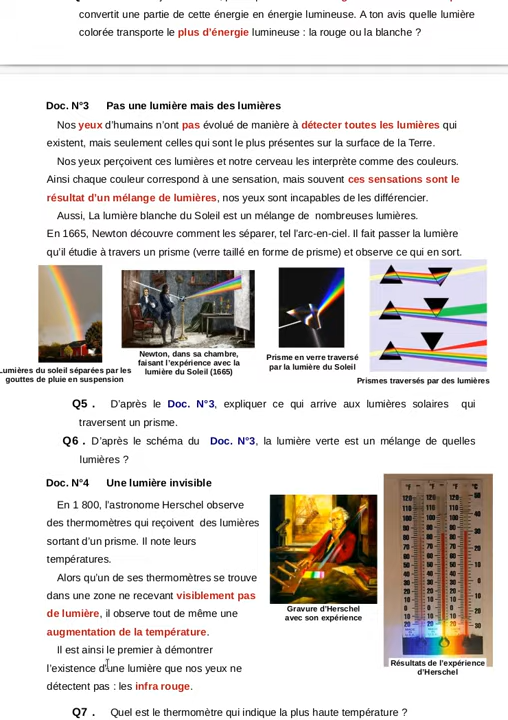 convertit une partie de cette énergie en énergie lumineuse. A ton avis quelle lumière
colorée transporte le plus d'énergie lumineuse : la rouge ou la blanche ?
Doc. N°3 Pas une lumière mais des lumières
Nos yeux d'humains n'ont pas évolué de manière à détecter toutes les lumières qui
existent, mais seulement celles qui sont le plus présentes sur la surface de la Terre.
Nos yeux perçoivent ces lumières et notre cerveau les interprète comme des couleurs.
Ainsi chaque couleur correspond à une sensation, mais souvent ces sensations sont le
résultat d'un mélange de lumières, nos yeux sont incapables de les différencier.
Aussi, La lumière blanche du Soleil est un mélange de nombreuses lumières.
En 1665, Newton découvre comment les séparer, tel l'arc-en-ciel. Il fait passer la lumière
qu'il étudie à travers un prisme (verre taillé en forme de prisme) et observe ce qui en sort.
Lumières du soleil séparées par les
gouttes de pluie en suspension
Newton, dans sa chambre,
faisant l'expérience avec la
lumière du Soleil (1665)
Prisme en verre traversé
par la lumière du Soleil
Prismes traversés par des lumières
Q5 . D'après le Doc. N°3, expliquer ce qui arrive aux lumières solaires qui
traversent un prisme.
Q6 . D'après le schéma du Doc. N°3, la lumière verte est un mélange de quelles
lumières ?
Doc. N°4 Une lumière invisible
En 1 800, l'astronome Herschel observe
des thermomètres qui reçoivent des lumières
sortant d'un prisme. Il note leurs
températures.
Alors qu'un de ses thermomètres se trouve
dans une zone ne recevant visiblement pas
de lumière, il observe tout de même une
augmentation de la température.
Il est ainsi le premier à démontrer
l'existence d'une lumière que nos yeux ne
détectent pas : les infra rouge.
Gravure d'Herschel
avec son expérience
°F °F °C
Résultats de l'expérience
d'Herschel
Q7 . Quel est le thermomètre qui indique la plus haute température ?